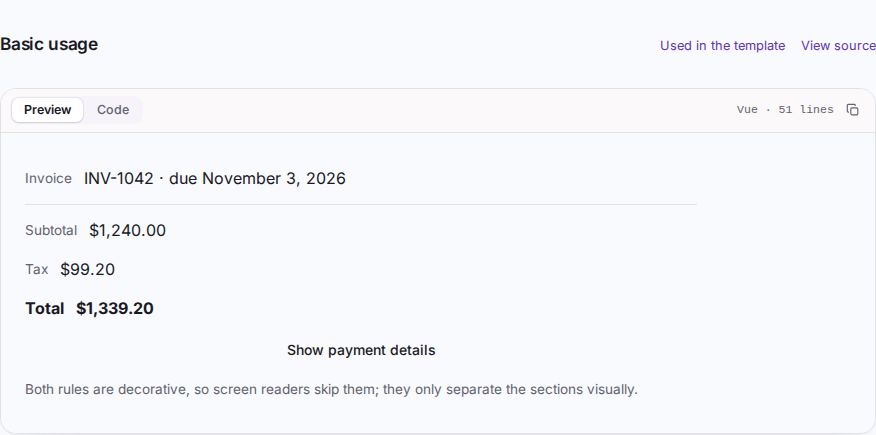 Basic usage
Used in the template View source
Preview Code
Vue · 51 lines
Invoice INV-1042 · due November 3, 2026
Subtotal $1,240.00
Tax $99.20
Total $1,339.20
Show payment details
Both rules are decorative, so screen readers skip them; they only separate the sections visually.